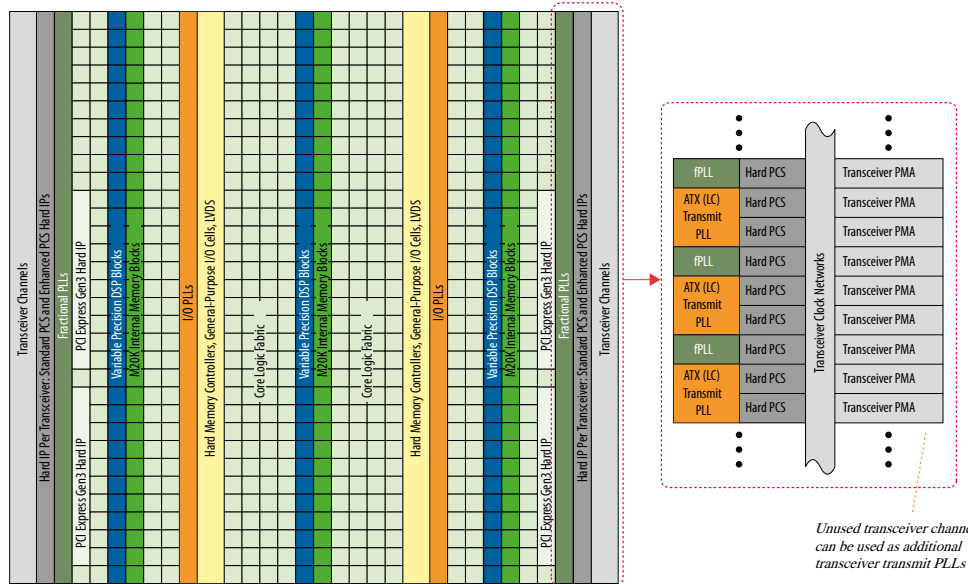 Transceiver Channels
Hard IP Per Transceiver: Standard PCS and Enhanced PCS Hard IPs
Fractional PLLs
PCI Express Gen3 Hard IP
PCI Express Gen3 Hard IP
Variable Precision DSP Blocks
M20K Internal Memory Blocks
I/O PLLs
Hard Memory Controllers, General-Purpose I/O Cells, LVDS
Core Logic Fabric
Variable Precision DSP Blocks
M20K Internal Memory Blocks
Core Logic Fabric
Hard Memory Controllers, General-Purpose I/O Cells, LVDS
I/O PLLs
Variable Precision DSP Blocks
M20K Internal Memory Blocks
PCI Express Gen3 Hard IP
PCI Express Gen3 Hard IP
Fractional PLLs
Hard IP Per Transceiver: Standard PCS and Enhanced PCS Hard IPs
Transceiver Channels
fPLL
ATX (LC)
Transmit
PLL
fPLL
ATX (LC)
Transmit
PLL
fPLL
ATX (LC)
Transmit
PLL
Hard PCS
Hard PCS
Hard PCS
Hard PCS
Hard PCS
Hard PCS
Hard PCS
Hard PCS
Hard PCS
Transceiver Clock Networks
Transceiver PMA
Transceiver PMA
Transceiver PMA
Transceiver PMA
Transceiver PMA
Transceiver PMA
Transceiver PMA
Transceiver PMA
Transceiver PMA
Unused transceiver
can be used as additional
transceiver transmit PLLs